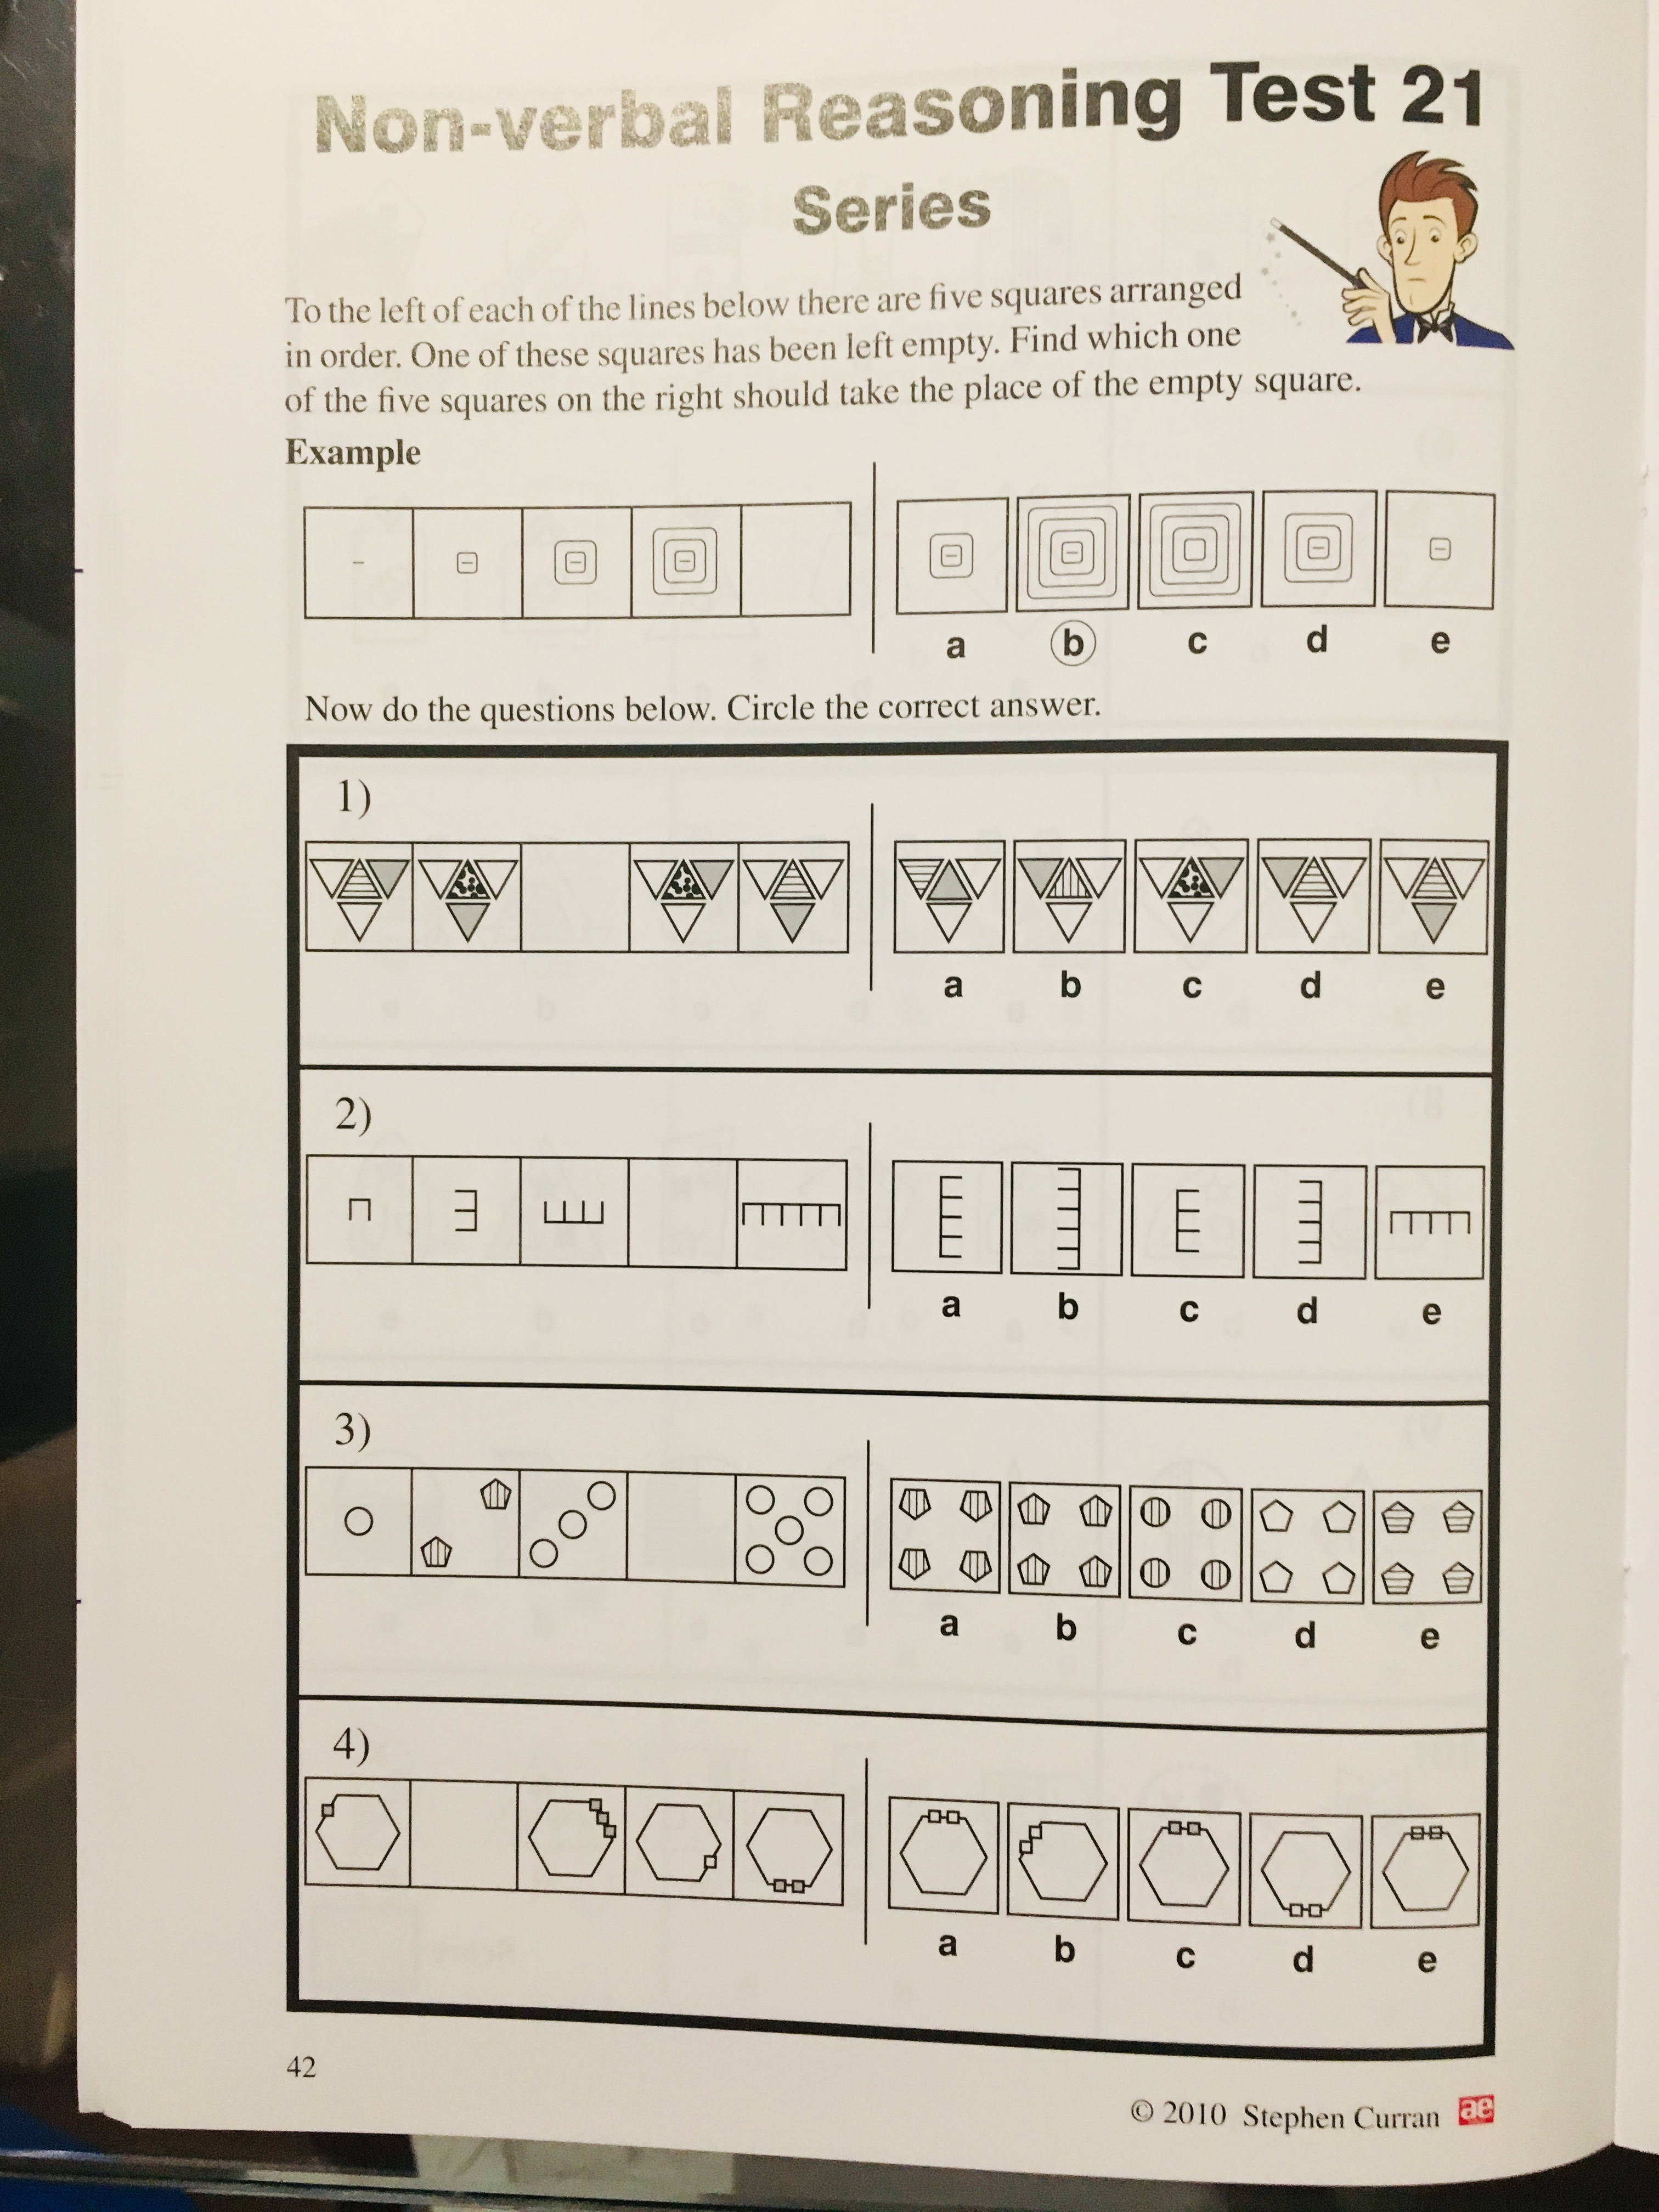 Non-verbal Reasoning Test 21
Series
To the left of each of the lines below there are five squares arranged
in order. One of these squares has been left empty. Find which one
of the five squares on the right should take the place of the empty square.
Example
a b c d e
Now do the questions below. Circle the correct answer.
1)
a b c d e
2)
a b c d e
3)
a b c d e
4)
a b c d e
42
© 2010 Stephen Curran ae